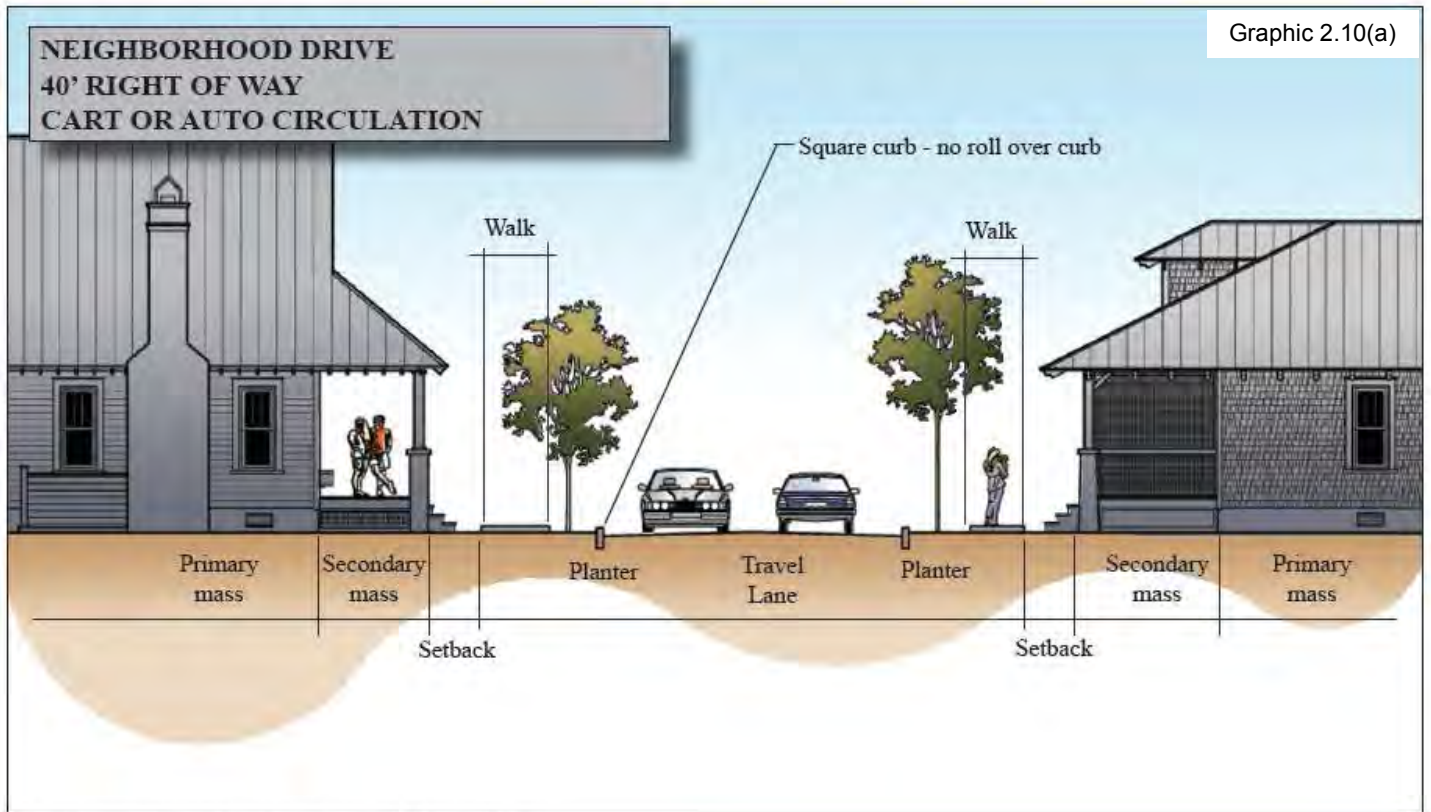 Graphic 2.10(a)
NEIGHBORHOOD DRIVE
40’ RIGHT OF WAY
CART OR AUTO CIRCULATION
Square curb - no roll over curb
Walk
Walk
Primary
mass
Secondary
mass
Planter
Travel
Lane
Planter
Secondary
mass
Primary
mass
Setback
Setback